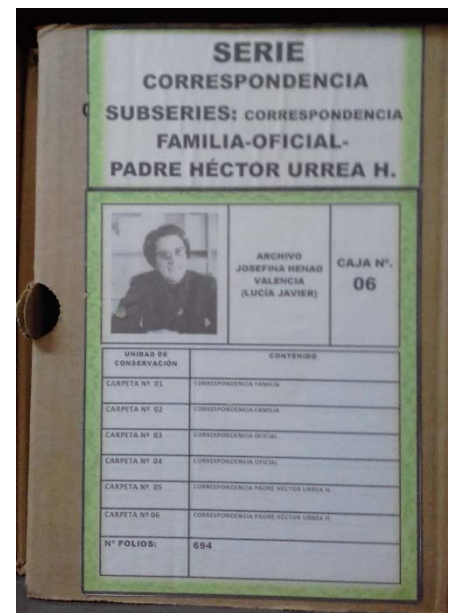 SERIE
CORRESPONDENCIA
SUBSERIES: CORRESPONDENCIA
FAMILIA-OFICIAL-
PADRE HÉCTOR URREA H.
ARCHIVO
JOSEFINA HENAO
VALENCIA
(LUCÍA JAVIER)
CAJA Nº.
06
UNIDAD DE
CONSERVACIÓN
CONTENIDO
CARPETA Nº 01 CORRESPONDENCIA FAMILIA
CARPETA Nº 02 CORRESPONDENCIA FAMILIA
CARPETA Nº 03 CORRESPONDENCIA OFICIAL
CARPETA Nº 04 CORRESPONDENCIA OFICIAL
CARPETA Nº 05 CORRESPONDENCIA PADRE HÉCTOR URREA H.
CARPETA Nº 06 CORRESPONDENCIA PADRE HÉCTOR URREA H.
Nº FOLIOS: 694